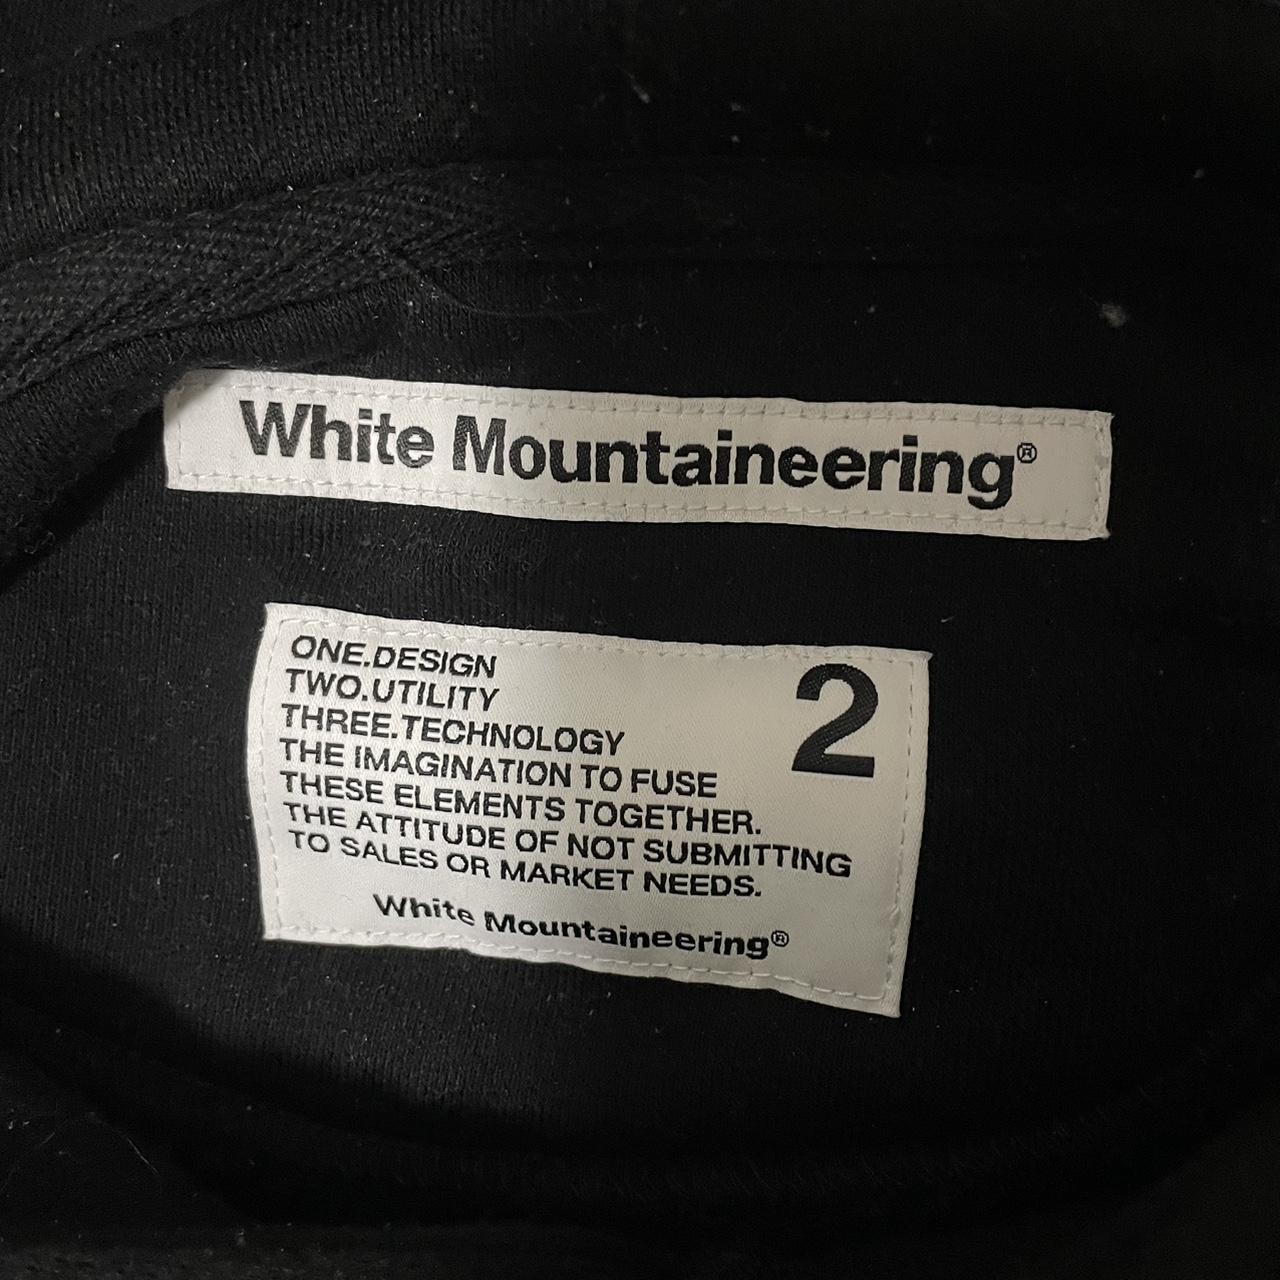 White Mountaineering®
ONE.DESIGN
TWO.UTILITY
THREE.TECHNOLOGY
THE IMAGINATION TO FUSE
THESE ELEMENTS TOGETHER.
THE ATTITUDE OF NOT SUBMITTING
TO SALES OR MARKET NEEDS.
2
White Mountaineering®